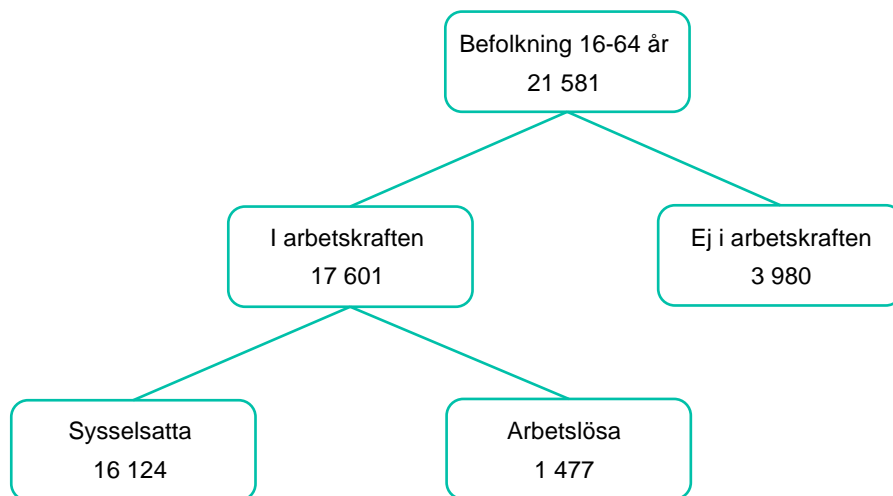 Befolkning 16-64 år
21 581
I arbetskraften
17 601
Ej i arbetskraften
3 980
Sysselsatta
16 124
Arbetslösa
1 477